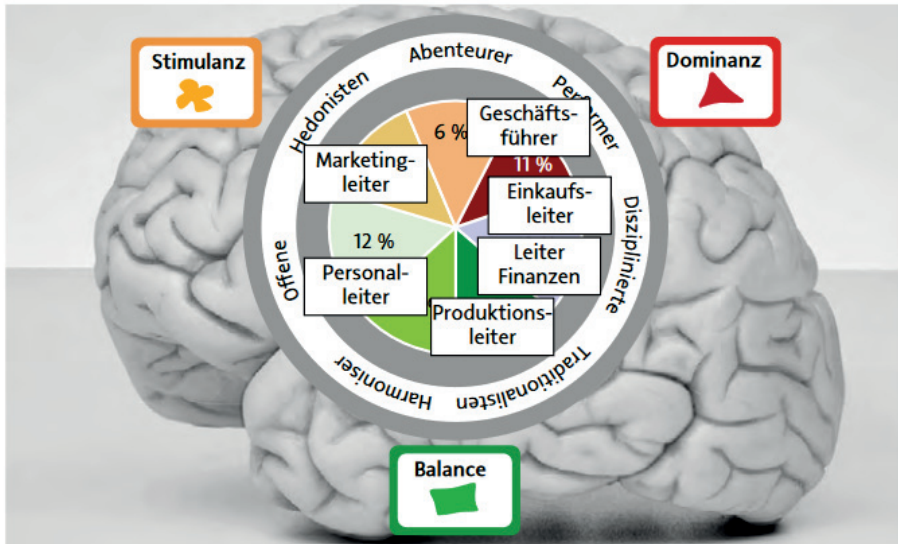 Stimulanz
Dominanz
Abenteurer
Hedonisten
Performer
Geschäfts-
führer
6 %
11 %
Marketing-
leiter
Einkaufs-
leiter
Disziplinierte
12 %
Leiter
Finanzen
Offene
Personal-
leiter
Produktions-
leiter
Harmoniser
Traditionalisten
Balance